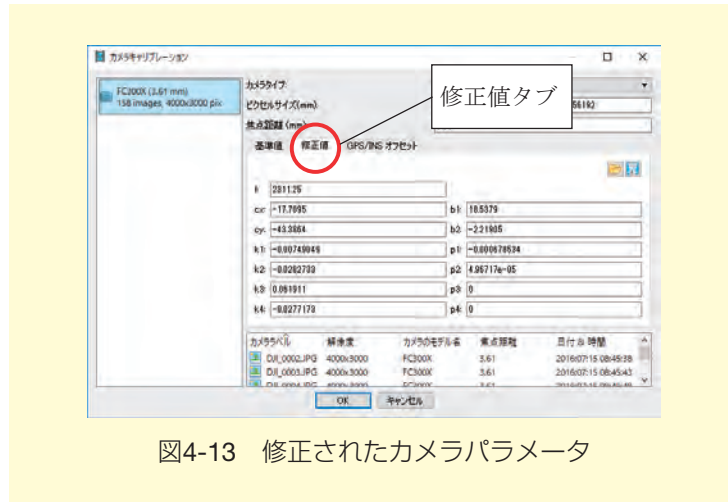 カメラキャリブレーション
FC300X (3.61 mm)
158 images, 4000x3000 pix
カメラタイプ
ピクセルサイズ(mm)
56192
焦点距離 (mm)
修正値タブ
基準値 修正値 GPS/INS オフセット
f: 2311.25
cx: -17.7095 b1: 10.5379
cy: -43.3864 b2: -2.21905
k1: p1: -0.000678534
k2: p2: 4.96717e-05
k3: 0.051911 p3: 0
k4: -0.0277173 p4: 0
カメララベル 解像度 カメラのモデル名 焦点距離 日付 & 時間
DJI_0002.JPG 4000x3000 FC300X 3.61 2016:07:15 08:45:38
DJI_0003.JPG 4000x3000 FC300X 3.61 2016:07:15 08:45:43
OK キャンセル
図4-13 修正されたカメラパラメータ